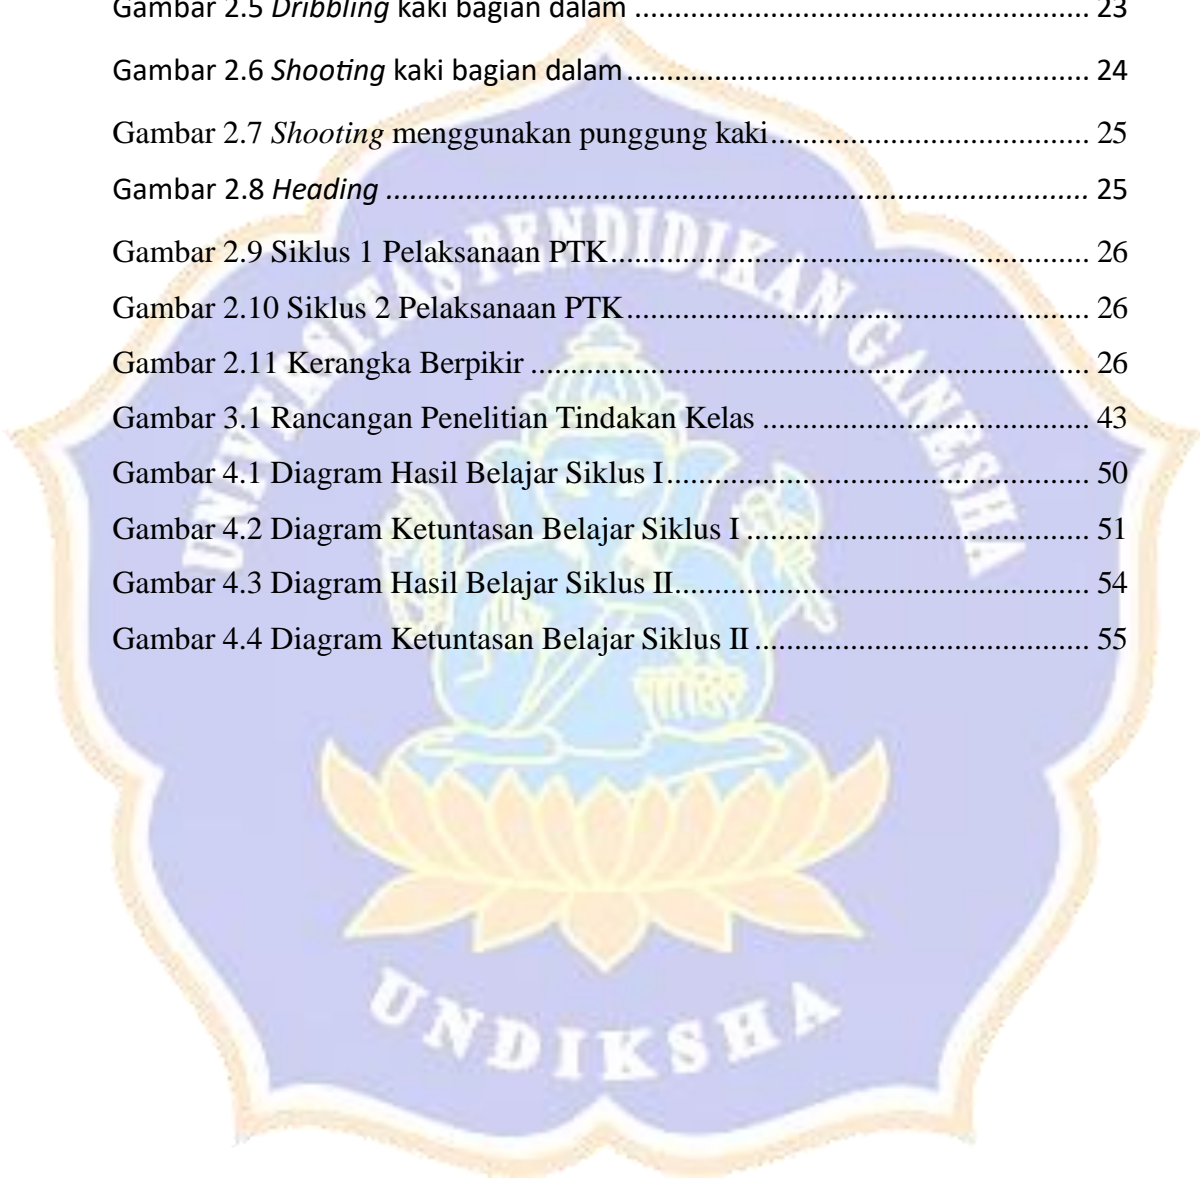 Gambar 2.5 Dribbling kaki bagian dalam .......................................................... 23
Gambar 2.6 Shooting kaki bagian dalam ........................................................... 24
Gambar 2.7 Shooting menggunakan punggung kaki ........................................ 25
Gambar 2.8 Heading ......................................................................................... 25
Gambar 2.9 Siklus 1 Pelaksanaan PTK ............................................................. 26
Gambar 2.10 Siklus 2 Pelaksanaan PTK ........................................................... 26
Gambar 2.11 Kerangka Berpikir ....................................................................... 26
Gambar 3.1 Rancangan Penelitian Tindakan Kelas .......................................... 43
Gambar 4.1 Diagram Hasil Belajar Siklus I ...................................................... 50
Gambar 4.2 Diagram Ketuntasan Belajar Siklus I ............................................ 51
Gambar 4.3 Diagram Hasil Belajar Siklus II ..................................................... 54
Gambar 4.4 Diagram Ketuntasan Belajar Siklus II ........................................... 55
UNIVERSITAS PENDIDIKAN GANESHA
UNDIKSHA